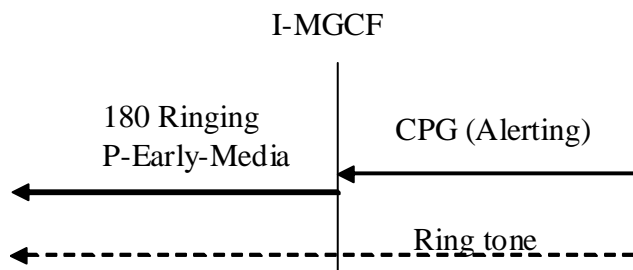 I-MGCF
180 Ringing
P-Early-Media
CPG (Alerting)
Ring tone